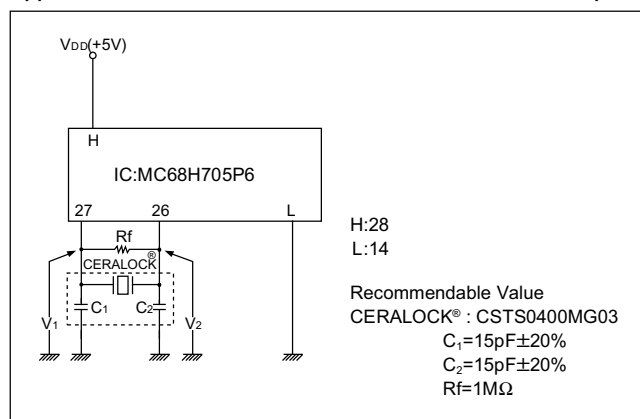 VDD(+5V)
H
IC:MC68H705P6
27 26 L
Rf
CERALOCK®
C1 C2
V1 V2
H:28
L:14
Recommendable Value
CERALOCK® : CSTS0400MG03
C1=15pF±20%
C2=15pF±20%
Rf=1MΩ